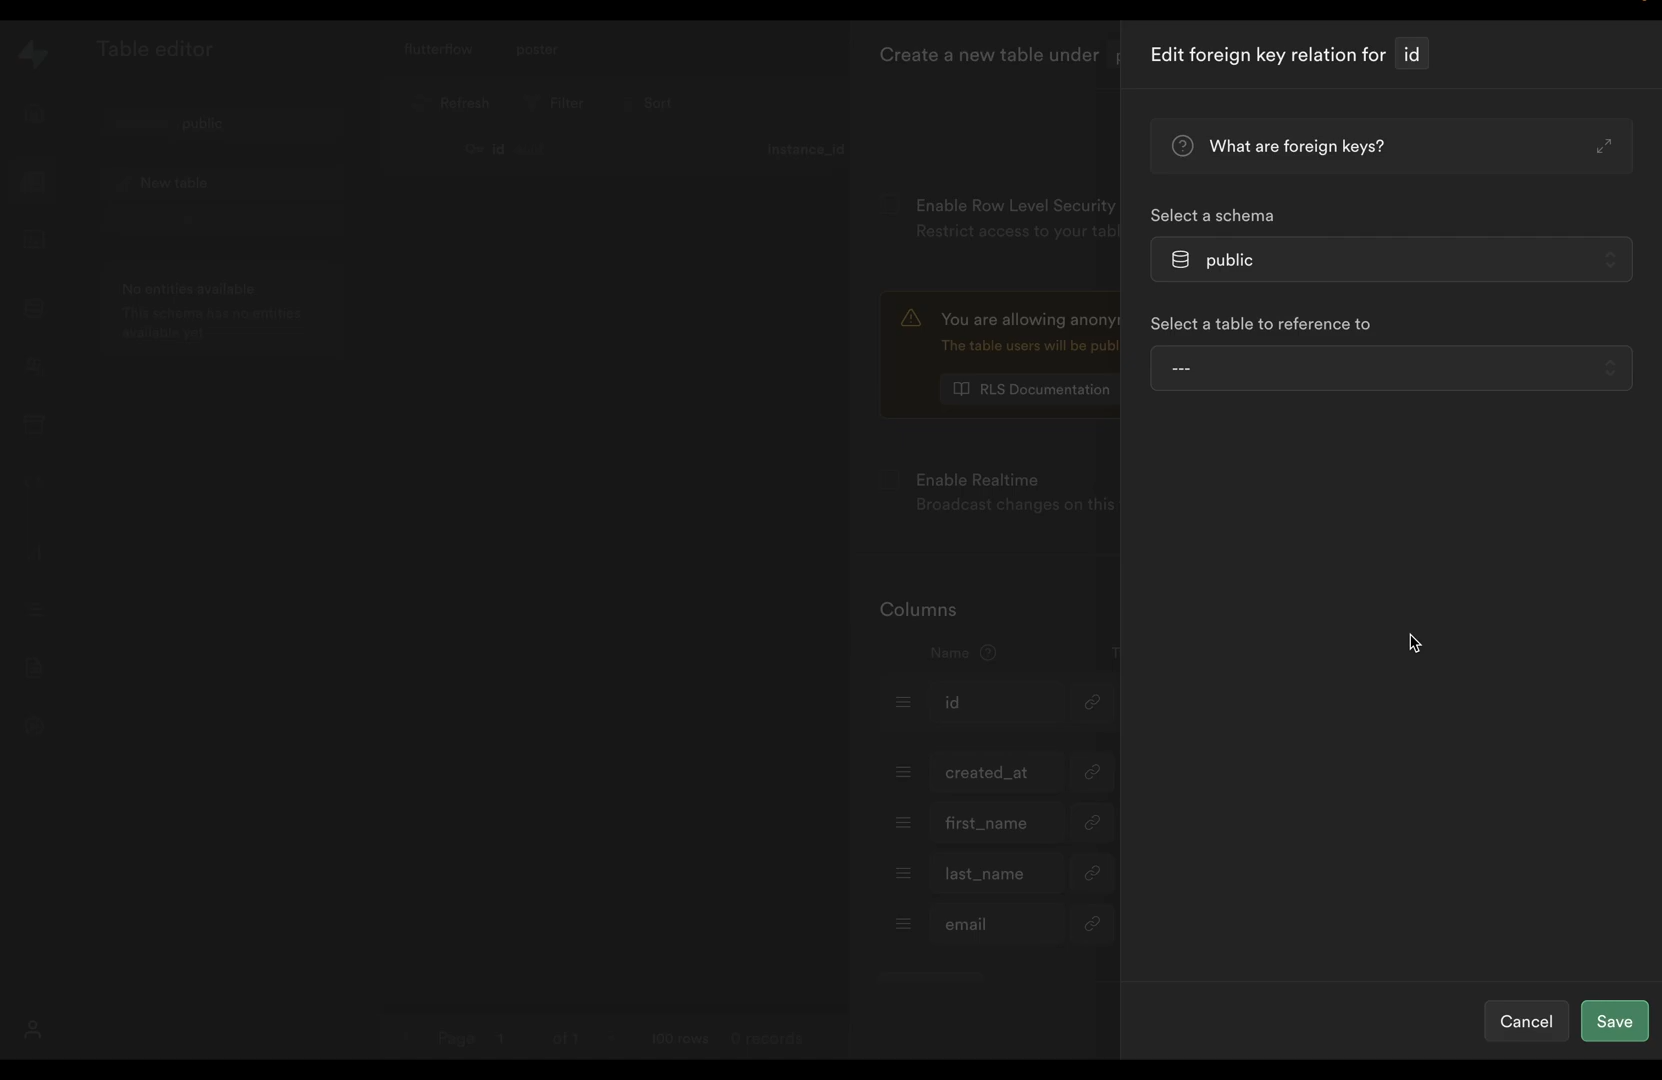 Table editor
flutterflow
poster
public
New table
No entities available
This schema has no entities
available yet
Refresh
Filter
Sort
id
uuid
instance_id
Page
1
of 1
100 rows
0 records
Create a new table under
Enable Row Level Security
Restrict access to your tabl
You are allowing anonyr
The table users will be publ
RLS Documentation
Enable Realtime
Broadcast changes on this
Columns
Name
id
created_at
first_name
last_name
email
Edit foreign key relation for id
What are foreign keys?
Select a schema
public
Select a table to reference to
---
Cancel
Save